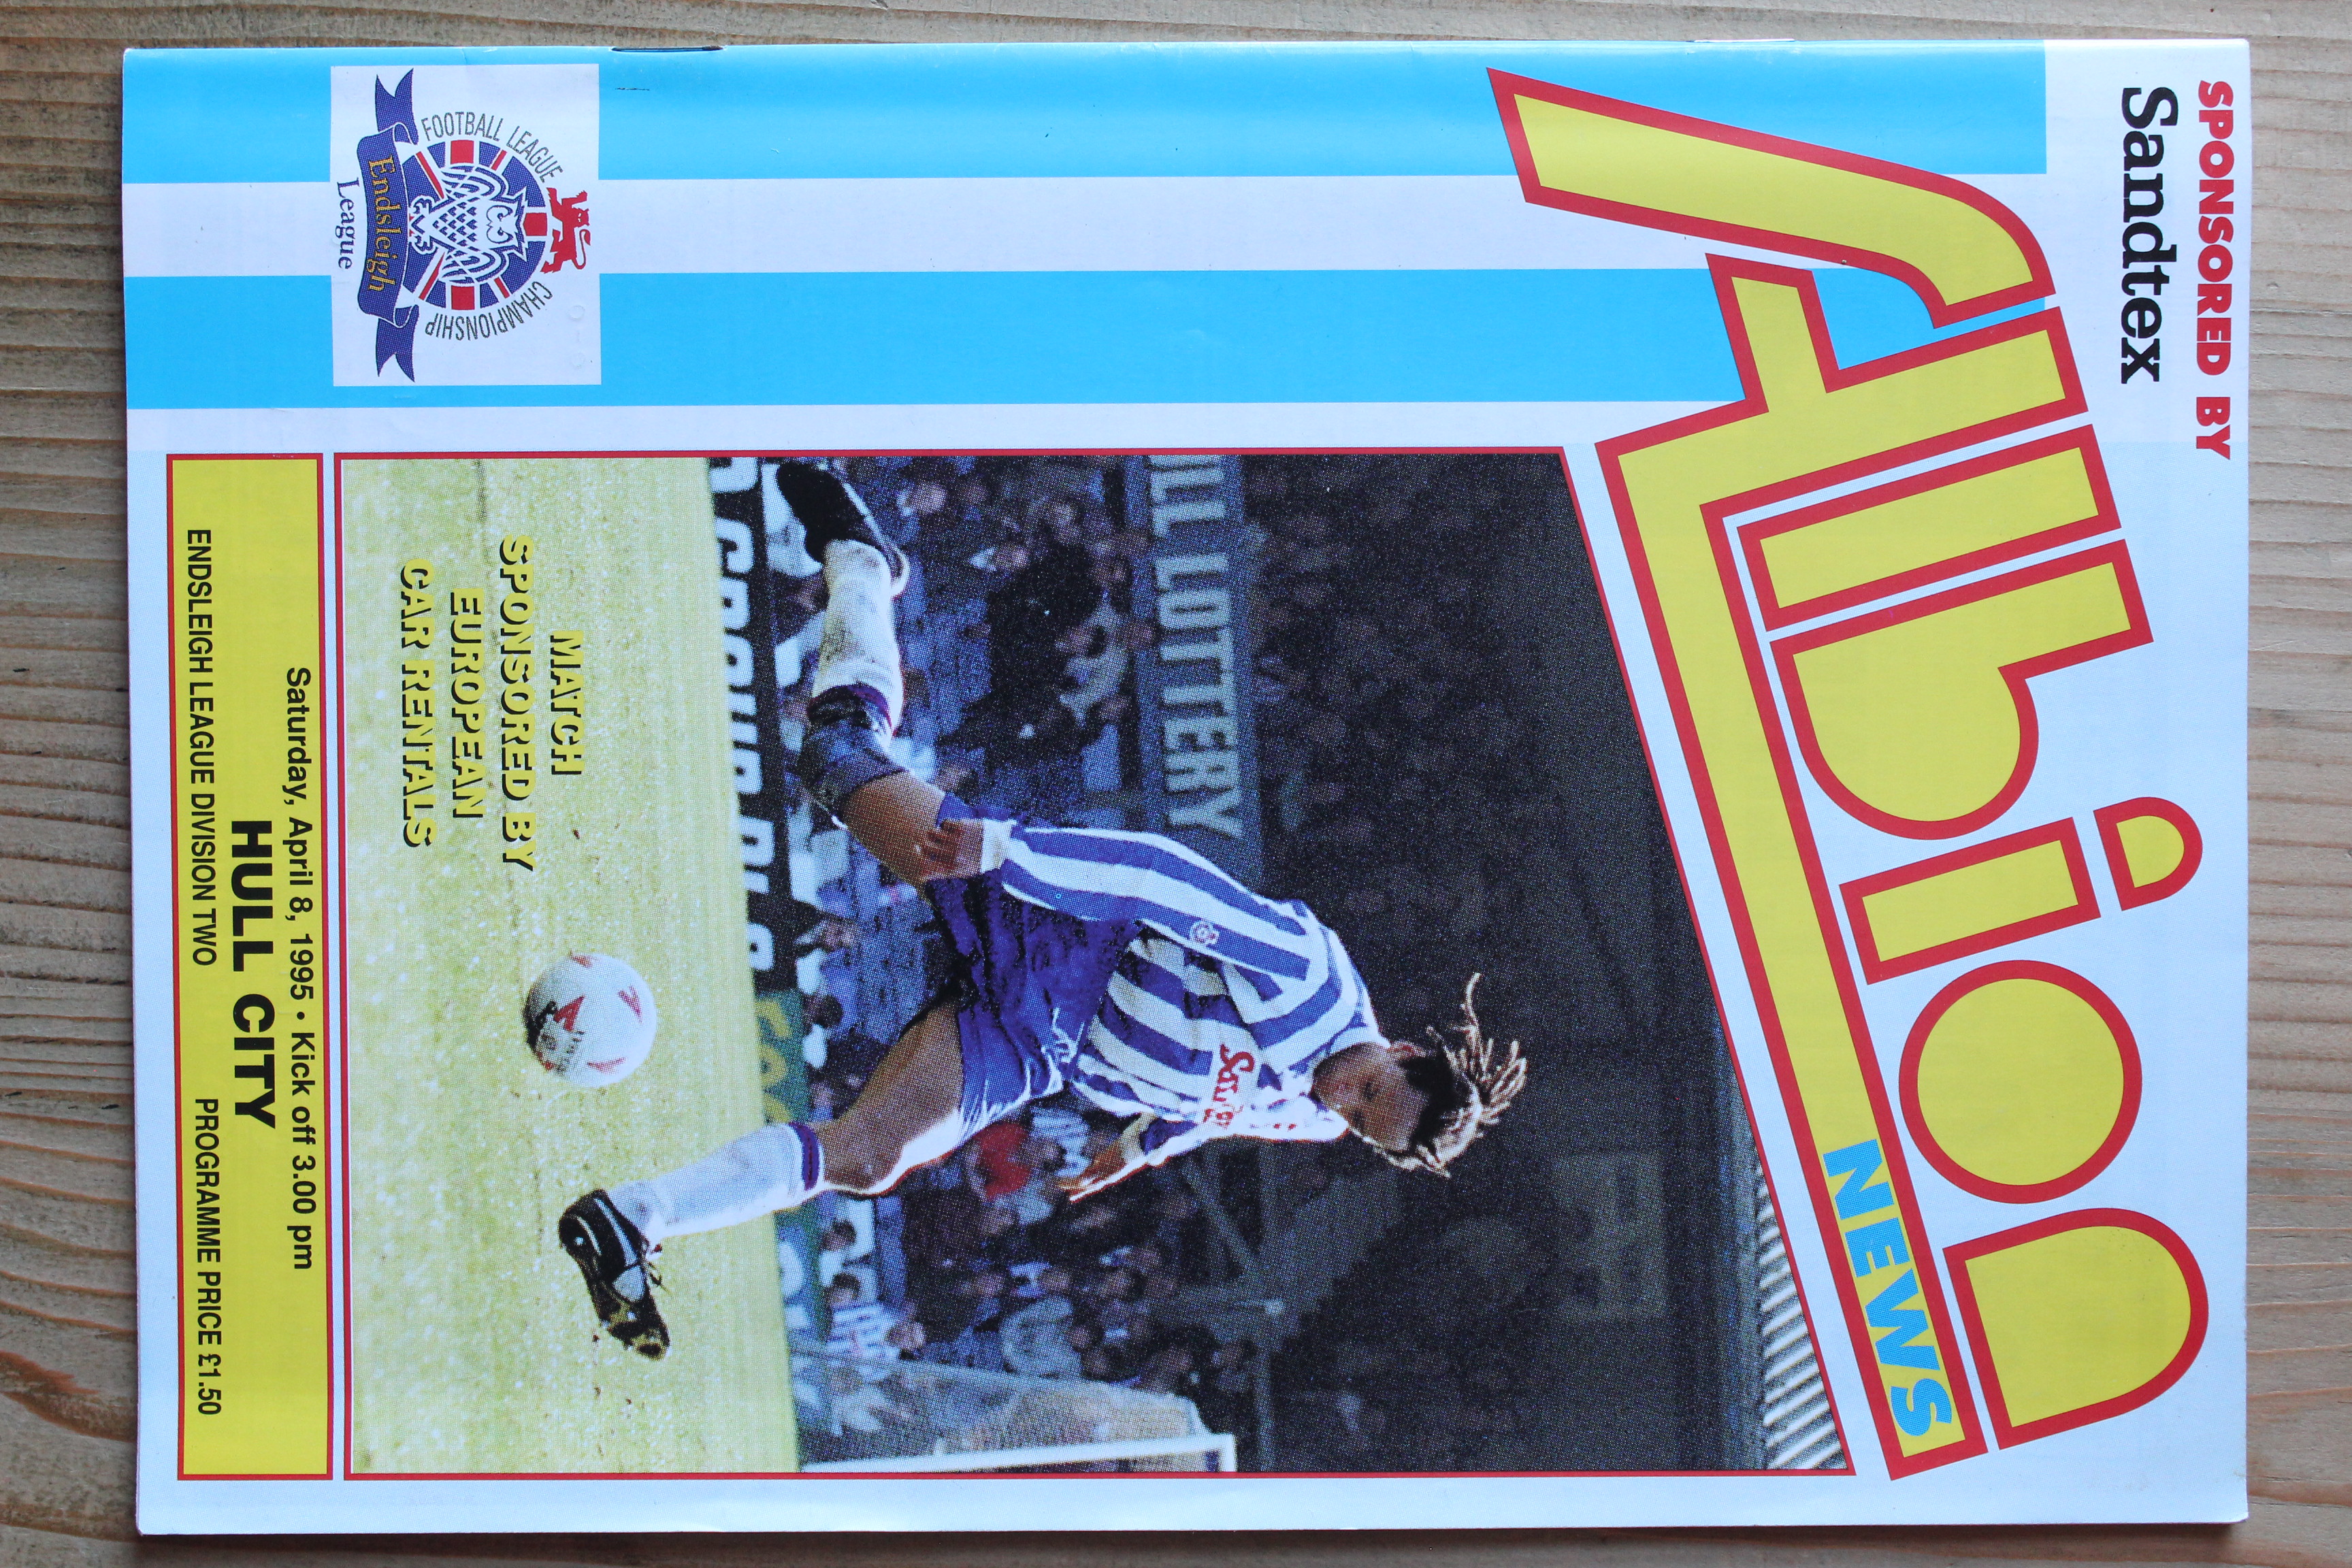 SPONSORED BY
Sandtex
Albion
NEWS
FOOTBALL LEAGUE
CHAMPIONSHIP
Endsleigh
League
LOTTERY
MATCH
SPONSORED BY
EUROPEAN
CAR RENTALS
Saturday, April 8, 1995 • Kick off 3.00 pm
HULL CITY
ENDSLEIGH LEAGUE DIVISION TWO PROGRAMME PRICE £1.50